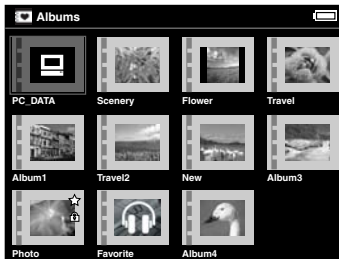 Albums
PC_DATA Scenery Flower Travel
Album1 Travel2 New Album3
Photo Favorite Album4